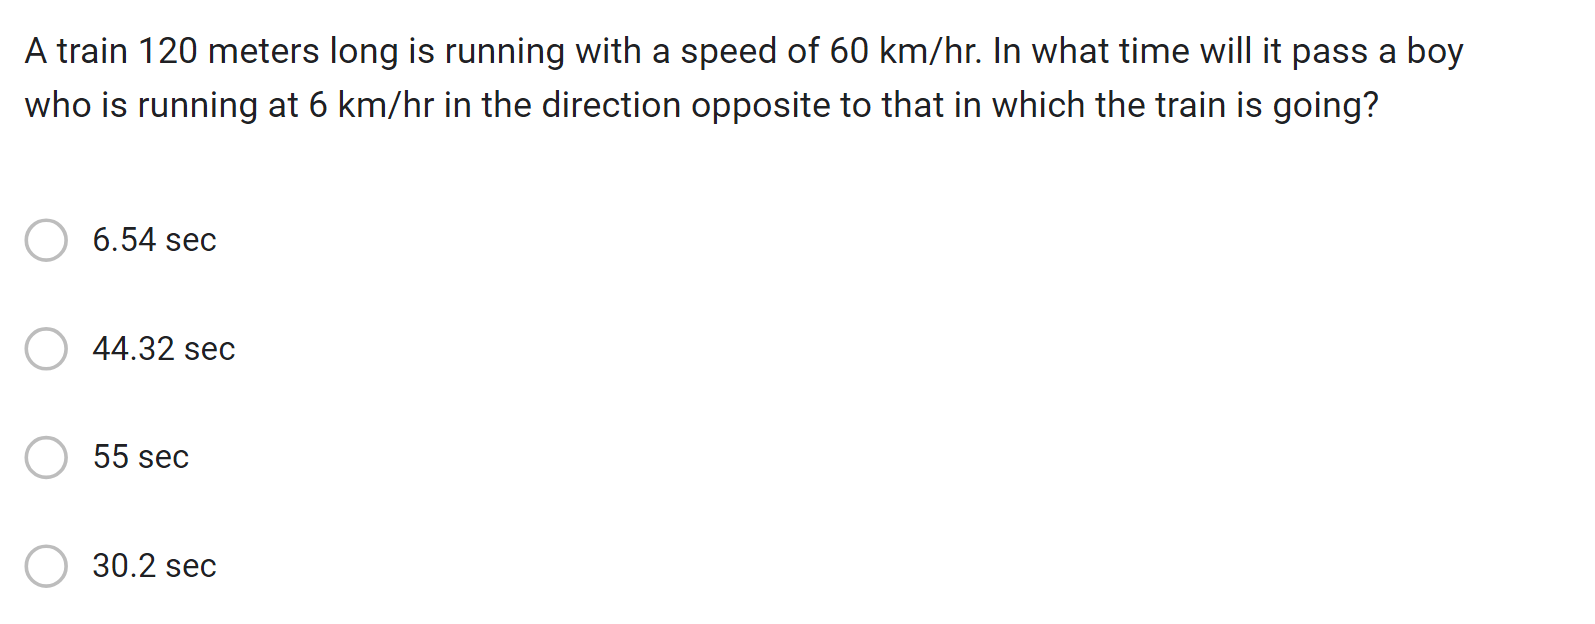 A train 120 meters long is running with a speed of 60 km/hr. In what time will it pass a boy
who is running at 6 km/hr in the direction opposite to that in which the train is going?
6.54 sec
44.32 sec
55 sec
30.2 sec